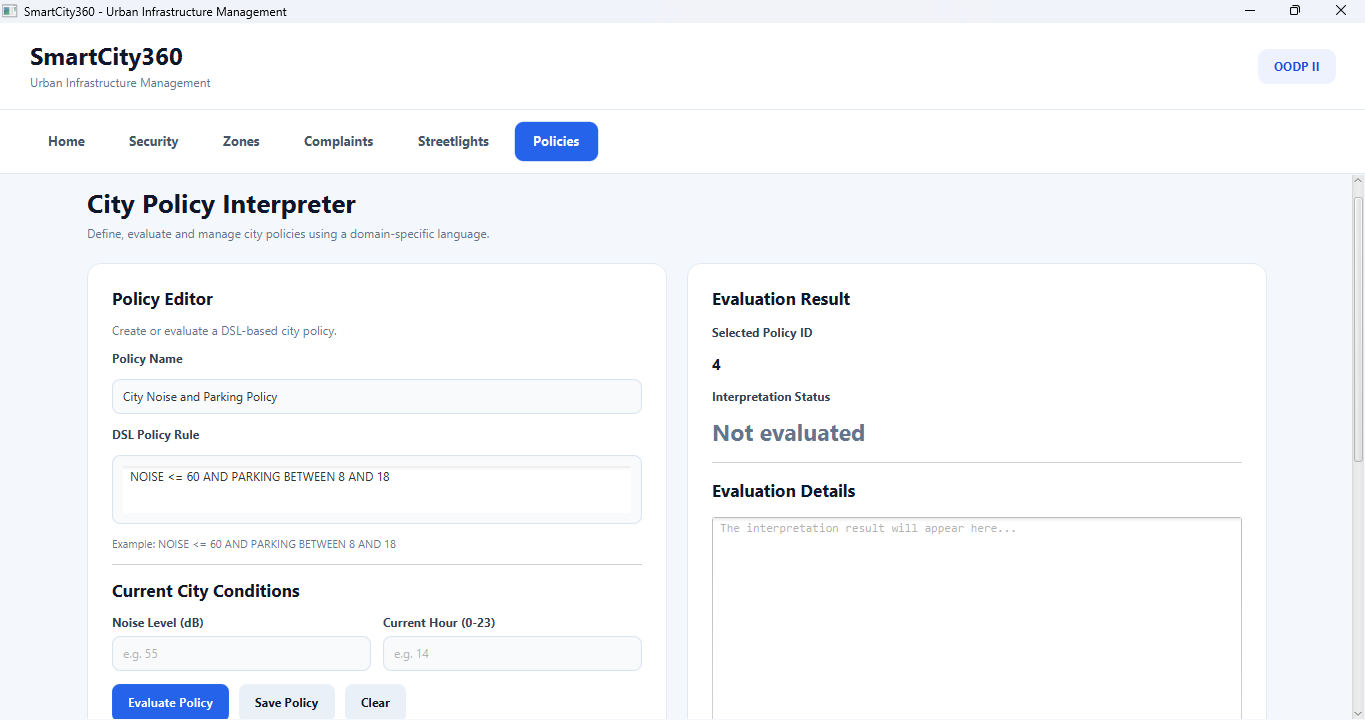 SmartCity360 - Urban Infrastructure Management
SmartCity360
Urban Infrastructure Management
OODP II
Home
Security
Zones
Complaints
Streetlights
Policies
City Policy Interpreter
Define, evaluate and manage city policies using a domain-specific language.
Policy Editor
Create or evaluate a DSL-based city policy.
Policy Name
City Noise and Parking Policy
DSL Policy Rule
NOISE <= 60 AND PARKING BETWEEN 8 AND 18
Example: NOISE <= 60 AND PARKING BETWEEN 8 AND 18
Current City Conditions
Noise Level (dB)
Current Hour (0-23)
e.g. 55
e.g. 14
Evaluate Policy
Save Policy
Clear
Evaluation Result
Selected Policy ID
4
Interpretation Status
Not evaluated
Evaluation Details
The interpretation result will appear here...